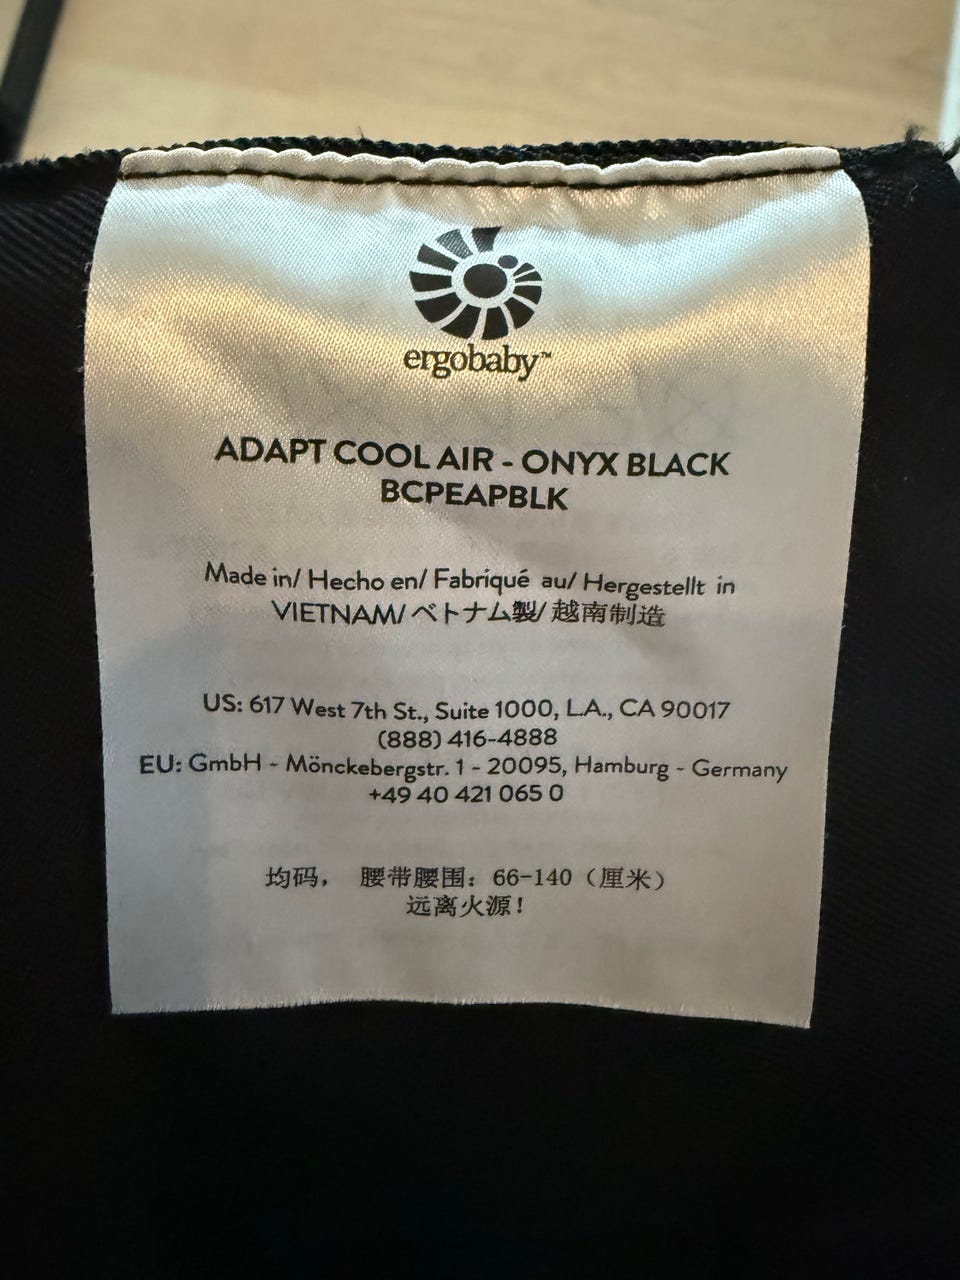 ergobaby™
ADAPT COOL AIR - ONYX BLACK
BCPEAPBLK
Made in/ Hecho en/ Fabriqué au/ Hergestellt in
VIETNAM/ベトナム製/越南制造
US: 617 West 7th St., Suite 1000, L.A., CA 90017
(888) 416-4888
EU: GmbH - Mönckebergstr. 1 - 20095, Hamburg - Germany
+49 40 421 065 0
均码， 腰带腰围：66-140（厘米）
远离火源！